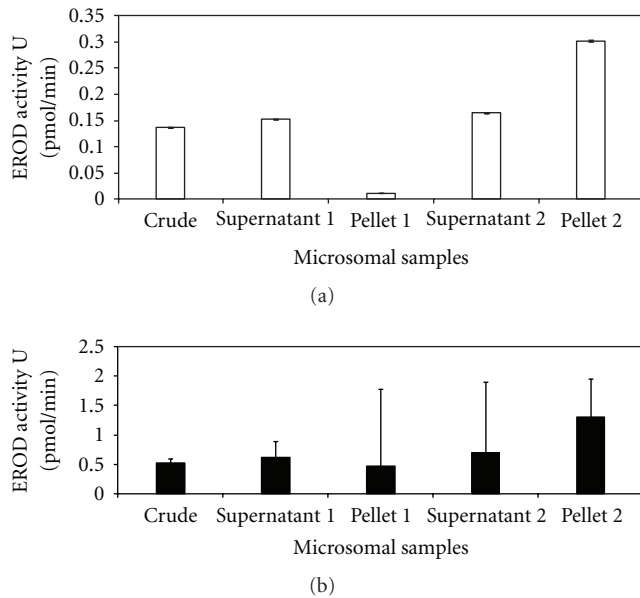 EROD activity U
(pmol/min)
0.35
0.3
0.25
0.2
0.15
0.1
0.05
0
Crude Supernatant 1 Pellet 1 Supernatant 2 Pellet 2
Microsomal samples
(a)
EROD activity U
(pmol/min)
2.5
2
1.5
1
0.5
0
Crude Supernatant 1 Pellet 1 Supernatant 2 Pellet 2
Microsomal samples
(b)